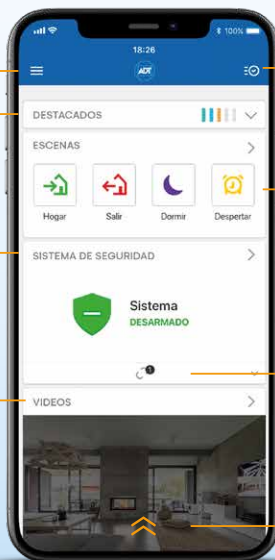 100%
18:26
ADT
DESTACADOS
ESCENAS
Hogar
Salir
Dormir
Despertar
SISTEMA DE SEGURIDAD
Sistema
DESARMADO
1
VIDEOS